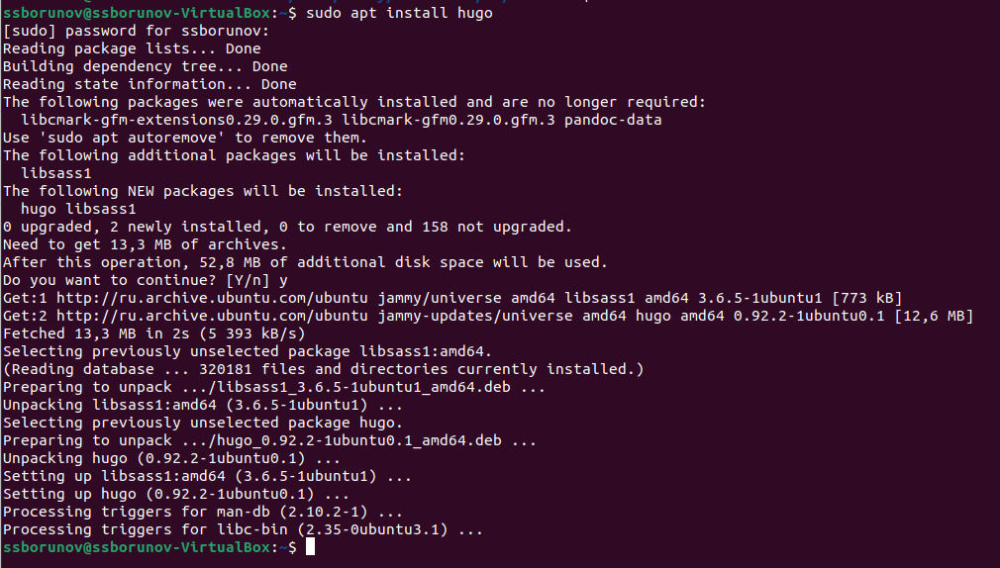 ssborunov@ssborunov-VirtualBox:~$ sudo apt install hugo
[sudo] password for ssborunov:
Reading package lists... Done
Building dependency tree... Done
Reading state information... Done
The following packages were automatically installed and are no longer required:
  libcmark-gfm-extensions0.29.0.gfm.3 libcmark-gfm0.29.0.gfm.3 pandoc-data
Use 'sudo apt autoremove' to remove them.
The following additional packages will be installed:
  libsass1
The following NEW packages will be installed:
  hugo libsass1
0 upgraded, 2 newly installed, 0 to remove and 158 not upgraded.
Need to get 13,3 MB of archives.
After this operation, 52,8 MB of additional disk space will be used.
Do you want to continue? [Y/n] y
Get:1 http://ru.archive.ubuntu.com/ubuntu jammy/universe amd64 libsass1 amd64 3.6.5-1ubuntu1 [773 kB]
Get:2 http://ru.archive.ubuntu.com/ubuntu jammy-updates/universe amd64 hugo amd64 0.92.2-1ubuntu0.1 [12,6 MB]
Fetched 13,3 MB in 2s (5 393 kB/s)
Selecting previously unselected package libsass1:amd64.
(Reading database ... 320181 files and directories currently installed.)
Preparing to unpack .../libsass1_3.6.5-1ubuntu1_amd64.deb ...
Unpacking libsass1:amd64 (3.6.5-1ubuntu1) ...
Selecting previously unselected package hugo.
Preparing to unpack .../hugo_0.92.2-1ubuntu0.1_amd64.deb ...
Unpacking hugo (0.92.2-1ubuntu0.1) ...
Setting up libsass1:amd64 (3.6.5-1ubuntu1) ...
Setting up hugo (0.92.2-1ubuntu0.1) ...
Processing triggers for man-db (2.10.2-1) ...
Processing triggers for libc-bin (2.35-0ubuntu3.1) ...
ssborunov@ssborunov-VirtualBox:~$